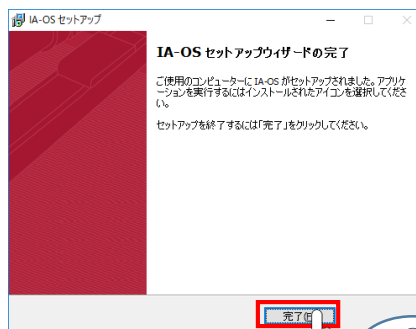 IA-OS セットアップ
IA-OS セットアップウィザードの完了
ご使用のコンピューターに IA-OS がセットアップされました。アプリケ
ーションを実行するにはインストールされたアイコンを選択してくださ
い。
セットアップを終了するには「完了」をクリックしてください。
完了(F)